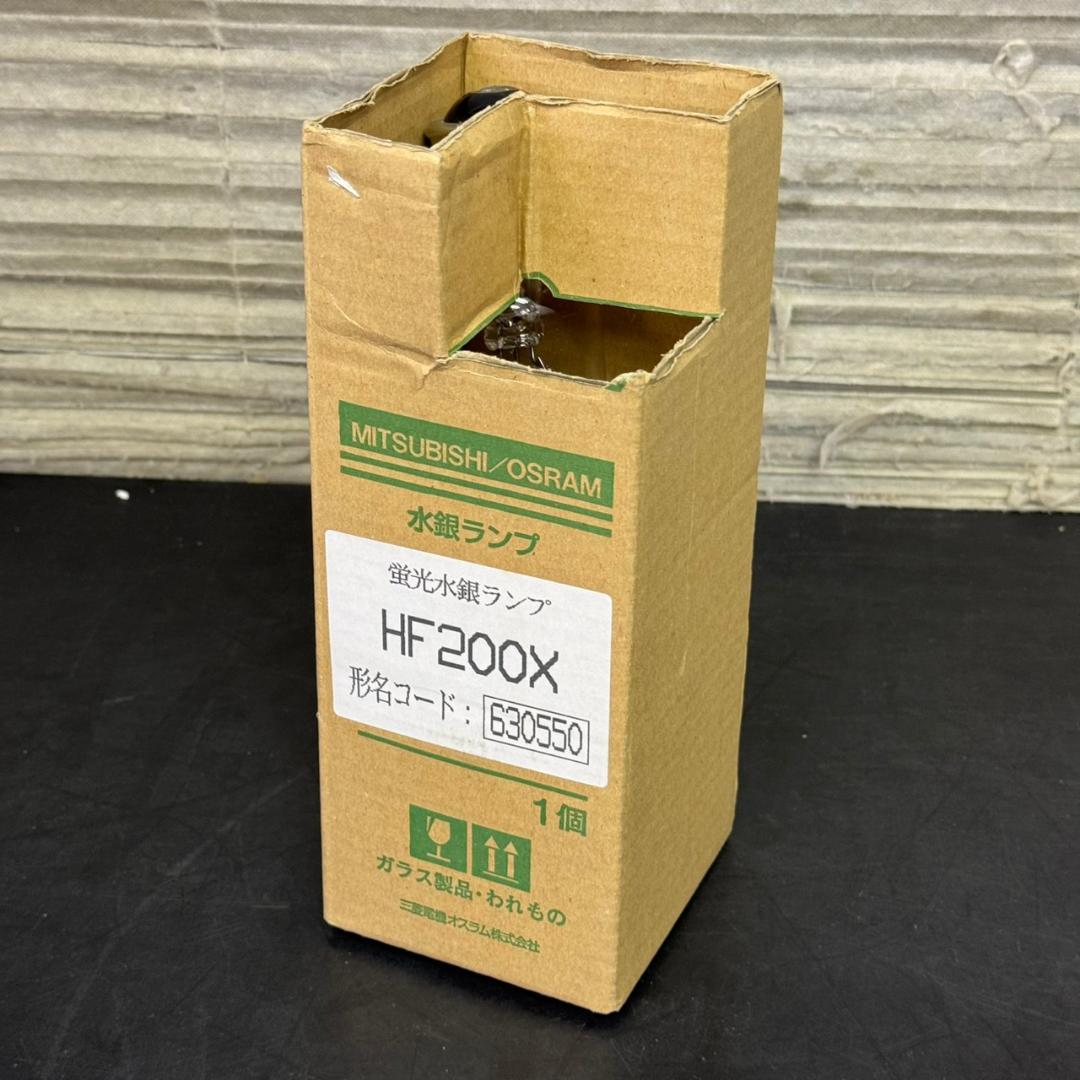 MITSUBISHI/OSRAM
水銀ランプ
蛍光水銀ランプ
HF200X
形名コード：630550
1個
ガラス製品・われもの
三菱電機オスラム株式会社